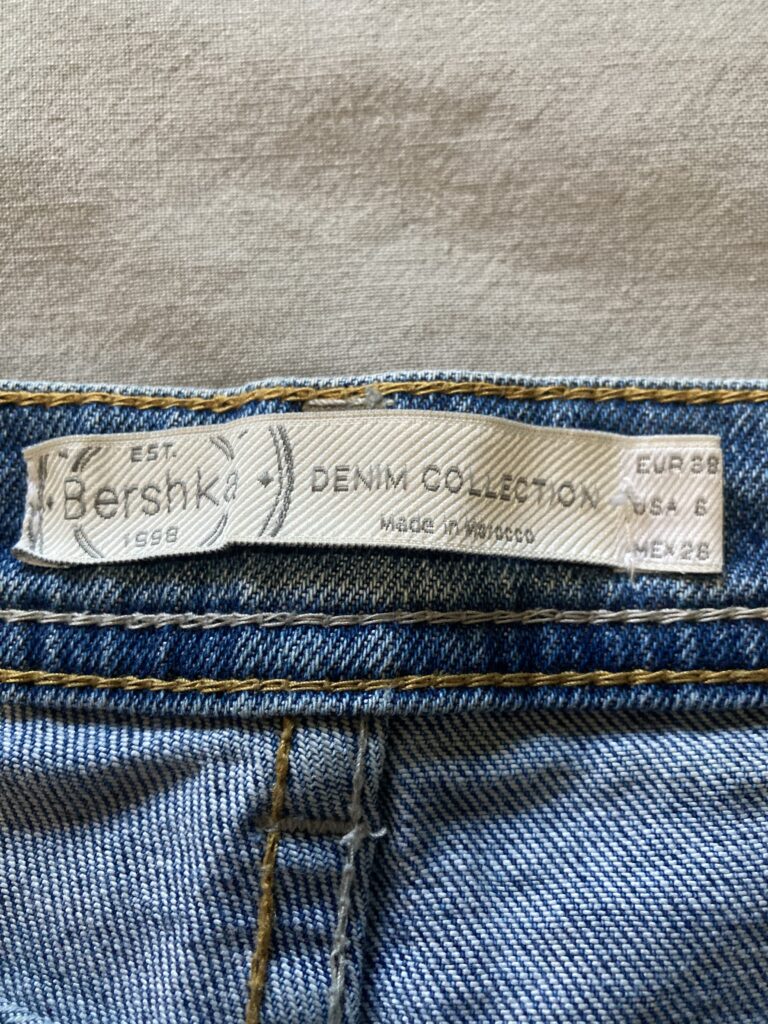 EST.
Bershka
1998
DENIM COLLECTION
Made in Morocco
EUR 38
USA 6
MEX 28